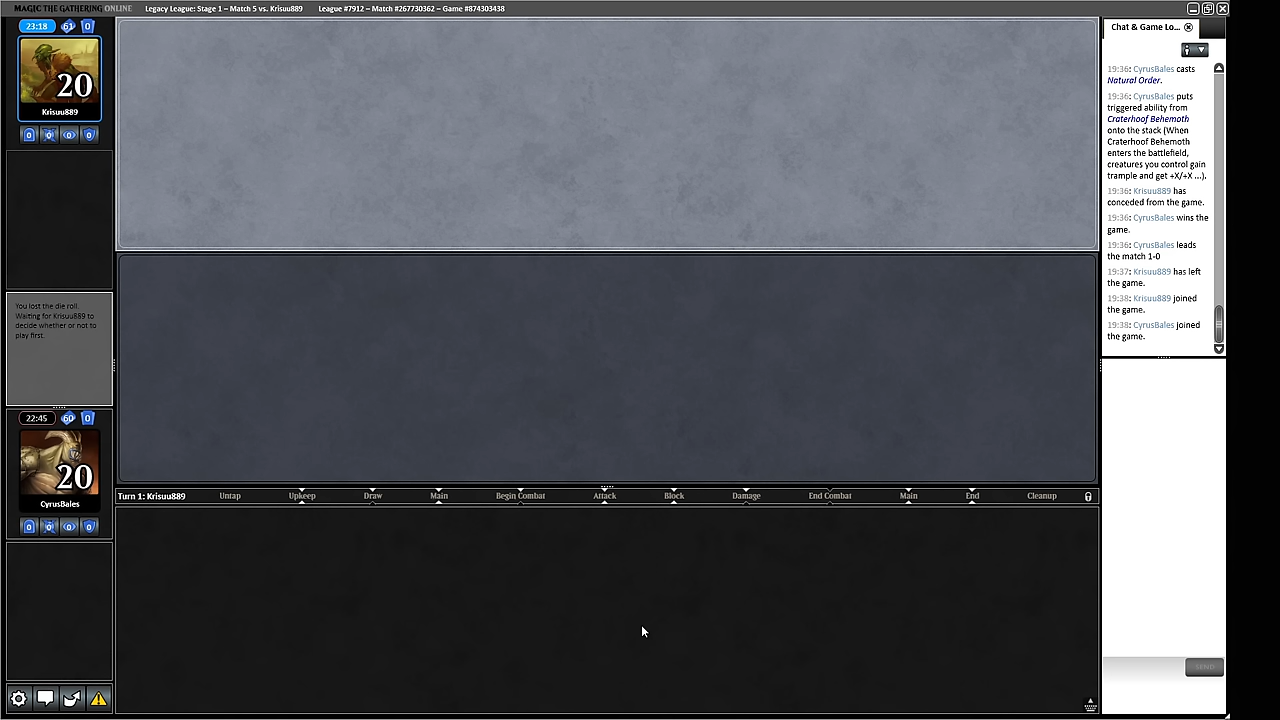 MAGIC THE GATHERING ONLINE Legacy League: Stage 1 – Match 5 vs. Krisuu889 League #7912 – Match #267730362 – Game #874303438
23:18 61 0
20
Krisuu889
0 0 0 0
You lost the die roll.
Waiting for Krisuu889 to
decide whether or not to
play first.
22:45 60 0
20
CyrusBales
0 0 0 0
Turn 1: Krisuu889 Untap Upkeep Draw Main Begin Combat Attack Block Damage End Combat Main End Cleanup
Chat & Game Lo...
19:36: CyrusBales casts
Natural Order.
19:36: CyrusBales puts
triggered ability from
Craterhoof Behemoth
onto the stack (When
Craterhoof Behemoth
enters the battlefield,
creatures you control gain
trample and get +X/+X ...).
19:36: Krisuu889 has
conceded from the game.
19:36: CyrusBales wins the
game.
19:36: CyrusBales leads
the match 1-0
19:37: Krisuu889 has left
the game.
19:38: Krisuu889 joined
the game.
19:38: CyrusBales joined
the game.
SEND